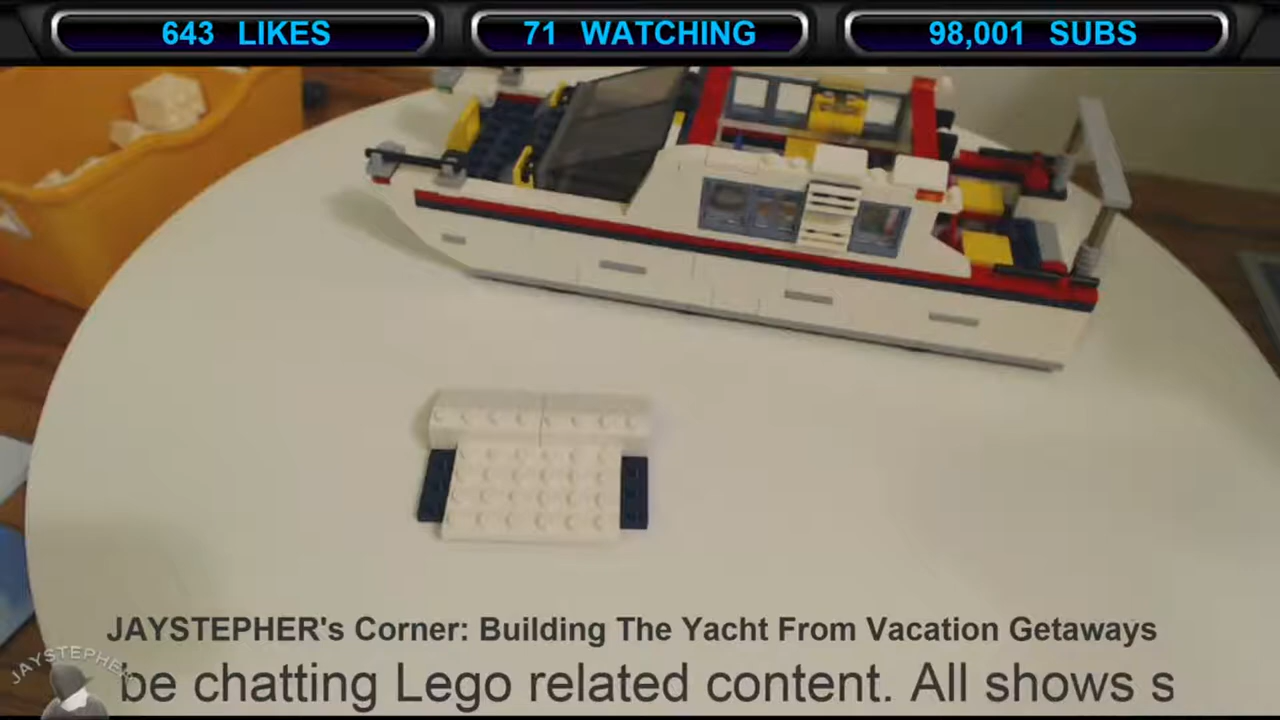 643 LIKES
71 WATCHING
98,001 SUBS
JAYSTEPHER's Corner: Building The Yacht From Vacation Getaways
be chatting Lego related content. All shows s
JAYSTEPHER